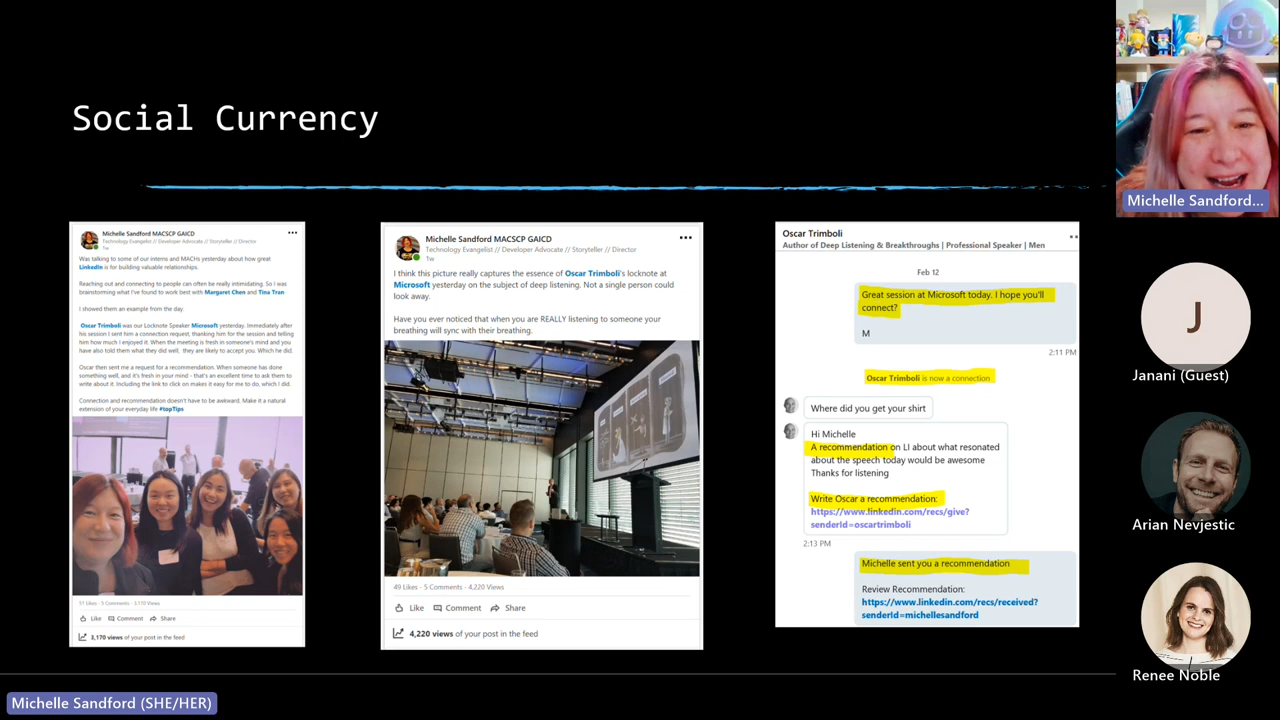 Social Currency
Michelle Sandford MACSCP GAICD
Technology Evangelist // Developer Advocate // Storyteller // Director
1w
Was talking to some of our interns and MACHs yesterday about how great
LinkedIn is for building valuable relationships.
Reaching out and connecting to people can often be really intimidating. So I was
brainstorming what I've found to work best with Margaret Chen and Tina Tran
I showed them an example from the day.
Oscar Trimboli was our Locknote Speaker Microsoft yesterday. Immediately after
his session I sent him a connection request, thanking him for the session and telling
him how much I enjoyed it. When the meeting is fresh in someone's mind and you
have also told them what they did well, they are likely to accept you. Which he did.
Oscar then sent me a request for a recommendation. When someone has done
something well, and it's fresh in your mind - that's an excellent time to ask them to
write about it. Including the link to click on makes it easy for me to do, which I did.
Connection and recommendation doesn't have to be awkward. Make it a natural
extension of your everyday life #topTips
51 Likes · 5 Comments · 3,170 Views
Like Comment Share
3,170 views of your post in the feed
Michelle Sandford MACSCP GAICD
Technology Evangelist // Developer Advocate // Storyteller // Director
1w
I think this picture really captures the essence of Oscar Trimboli's locknote at
Microsoft yesterday on the subject of deep listening. Not a single person could
look away.
Have you ever noticed that when you are REALLY listening to someone your
breathing will sync with their breathing.
49 Likes · 5 Comments · 4,220 Views
Like Comment Share
4,220 views of your post in the feed
Oscar Trimboli
Author of Deep Listening & Breakthroughs | Professional Speaker | Men
Feb 12
Great session at Microsoft today. I hope you'll
connect?
M
2:11 PM
Oscar Trimboli is now a connection
Where did you get your shirt
Hi Michelle
A recommendation on LI about what resonated
about the speech today would be awesome
Thanks for listening
Write Oscar a recommendation:
https://www.linkedin.com/recs/give?
senderId=oscartrimboli
2:13 PM
Michelle sent you a recommendation
Review Recommendation:
https://www.linkedin.com/recs/received?
senderId=michellesandford
Michelle Sandford...
J
Janani (Guest)
Arian Nevjestic
Renee Noble
Michelle Sandford (SHE/HER)